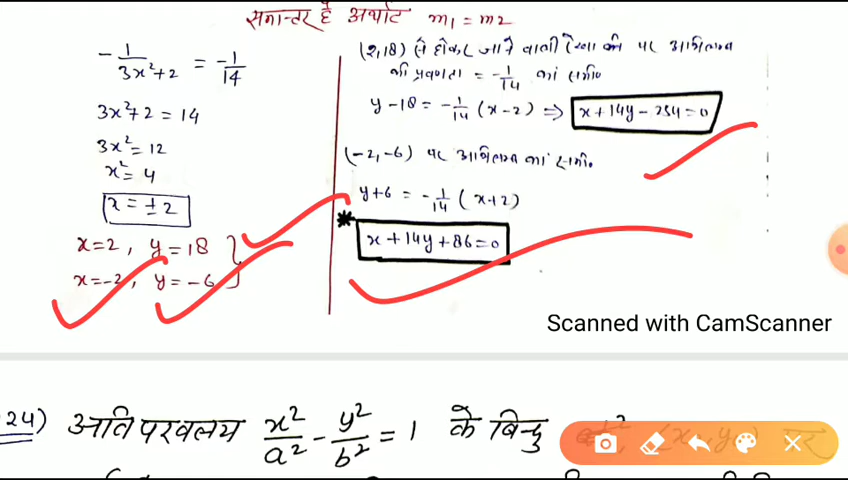 समान्तर है अर्थात m₁ = m₂
-1/(3x²+2) = -1/14
3x²+2 = 14
3x² = 12
x² = 4
x = ±2
x=2, y=18
x=-2, y=-6
(2,18) से होकर जाने वाली रेखा की पर अभिलम्ब
की प्रवणता = -1/14 का समी०
y-18 = -1/14 (x-2) ⇒ x+14y-254=0
(-2,-6) पर अभिलम्ब का समी०
y+6 = -1/14 (x+2)
* x+14y+86=0
Scanned with CamScanner
24) अति परवलय x²/a² - y²/b² = 1 के बिन्दु